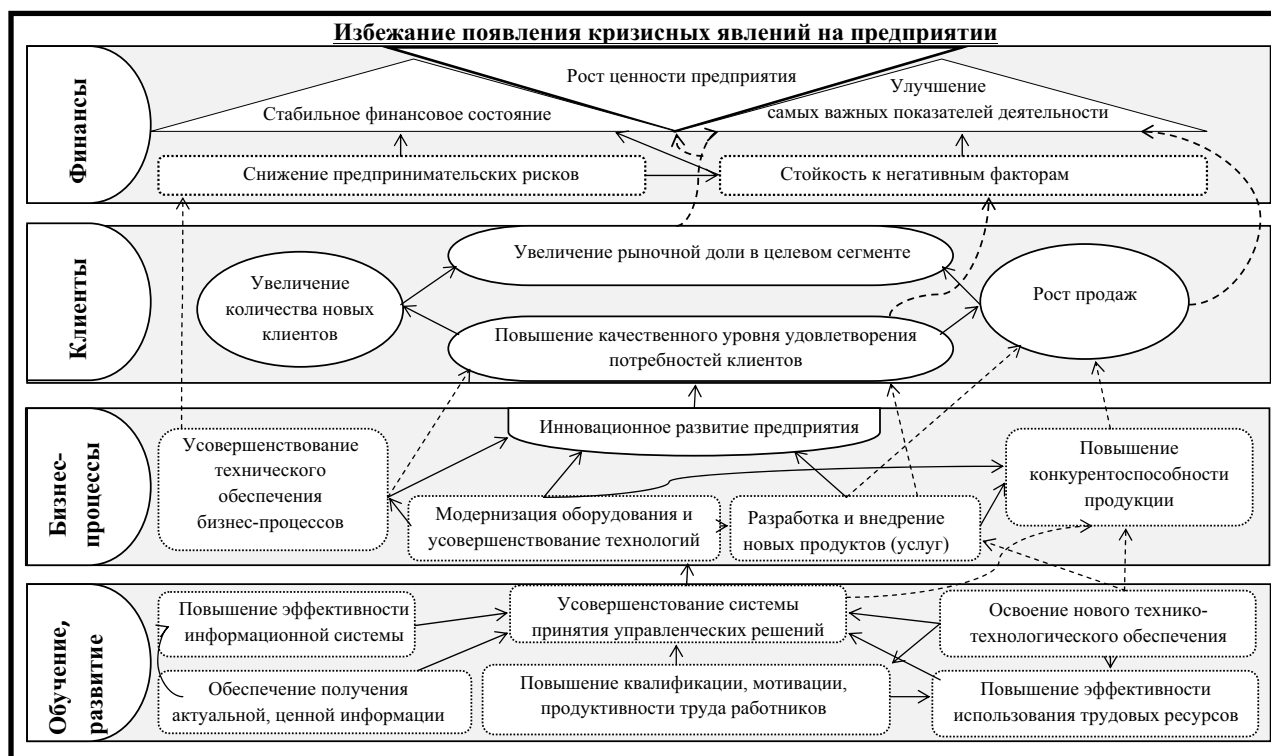 Избежание появления кризисных явлений на предприятии
Финансы
Рост ценности предприятия
Стабильное финансовое состояние
Улучшение
самых важных показателей деятельности
Снижение предпринимательских рисков
Стойкость к негативным факторам
Клиенты
Увеличение рыночной доли в целевом сегменте
Увеличение
количества новых
клиентов
Рост продаж
Повышение качественного уровня удовлетворения
потребностей клиентов
Бизнес-
процессы
Инновационное развитие предприятия
Усовершенствование
технического
обеспечения
бизнес-процессов
Повышение
конкурентоспособности
продукции
Модернизация оборудования и
усовершенствование технологий
Разработка и внедрение
новых продуктов (услуг)
Обучение,
развитие
Повышение эффективности
информационной системы
Усовершенстование системы
принятия управленческих решений
Освоение нового технико-
технологического обеспечения
Обеспечение получения
актуальной, ценной информации
Повышение квалификации, мотивации,
продуктивности труда работников
Повышение эффективности
использования трудовых ресурсов